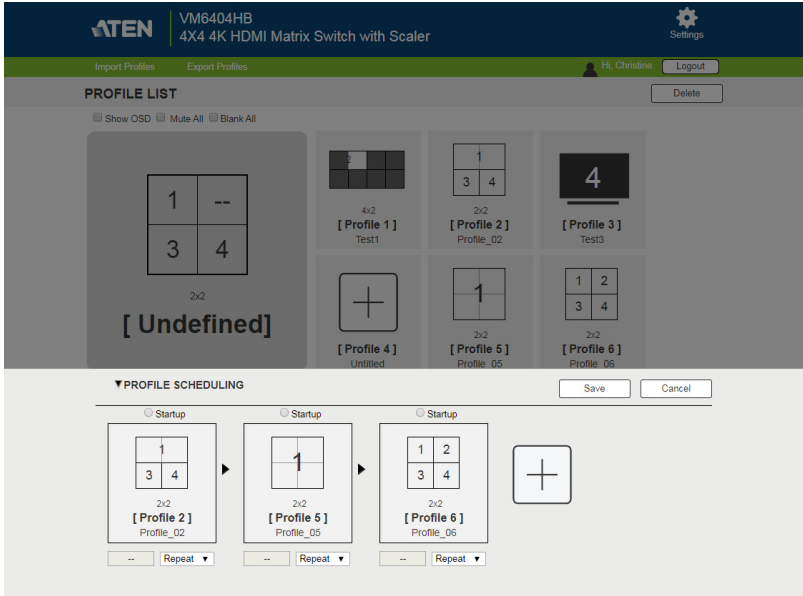 ATEN
VM6404HB
4X4 4K HDMI Matrix Switch with Scaler
Settings
Import Profiles Export Profiles Hi, Christine. Logout
PROFILE LIST Delete
Show OSD Mute All Blank All
1 --
3 4
2x2
[ Undefined]
2
4x2
[ Profile 1 ]
Test1
1
3 4
2x2
[ Profile 2 ]
Profile_02
4
[ Profile 3 ]
Test3
[ Profile 4 ]
Untitled
1
2x2
[ Profile 5 ]
Profile_05
1 2
3 4
2x2
[ Profile 6 ]
Profile_06
▼PROFILE SCHEDULING Save Cancel
Startup Startup Startup
1
3 4
2x2
[ Profile 2 ]
Profile_02
1
2x2
[ Profile 5 ]
Profile_05
1 2
3 4
2x2
[ Profile 6 ]
Profile_06
-- Repeat ▼ -- Repeat ▼ -- Repeat ▼